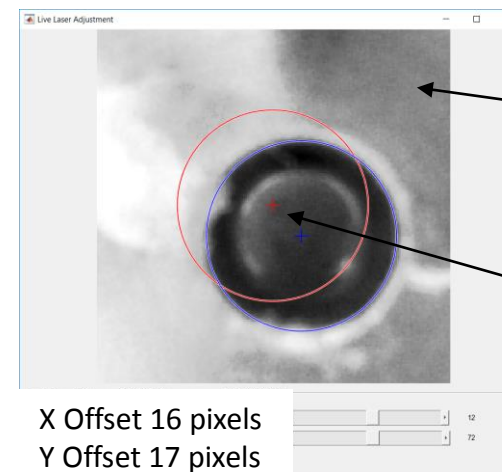 Live Laser Adjustment
12
72
X Offset 16 pixels
Y Offset 17 pixels